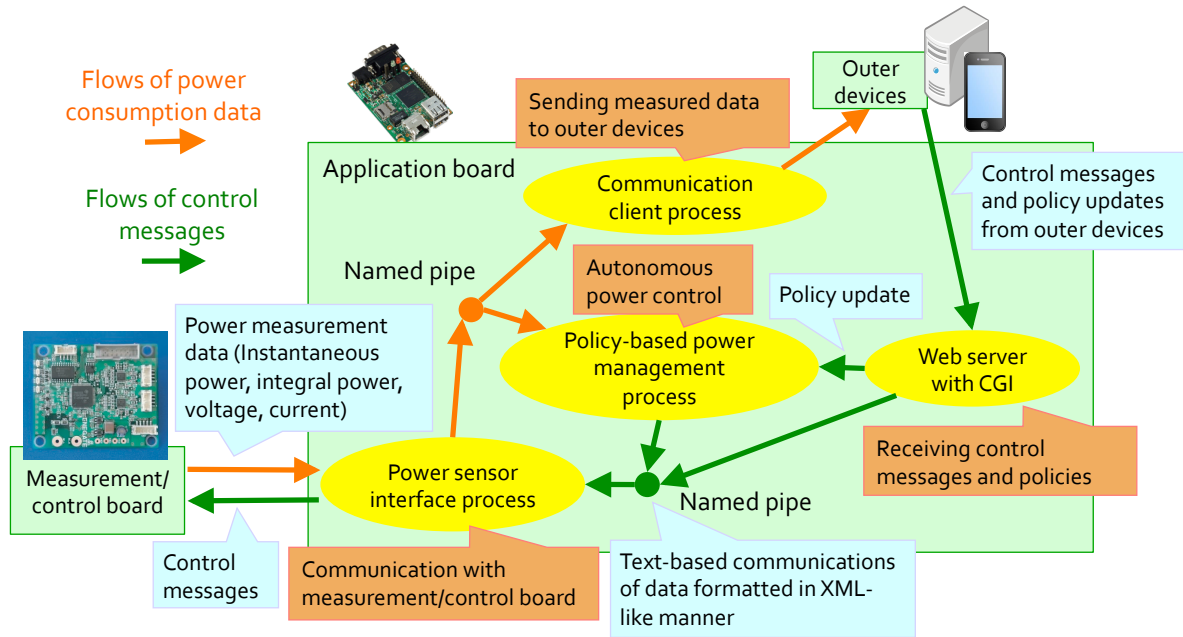 Flows of power
consumption data
Flows of control
messages
Outer
devices
Sending measured data
to outer devices
Application board
Communication
client process
Control messages
and policy updates
from outer devices
Named pipe
Autonomous
power control
Policy update
Power measurement
data (Instantaneous
power, integral power,
voltage, current)
Policy-based power
management
process
Web server
with CGI
Measurement/
control board
Power sensor
interface process
Receiving control
messages and policies
Named pipe
Control
messages
Communication with
measurement/control board
Text-based communications
of data formatted in XML-
like manner